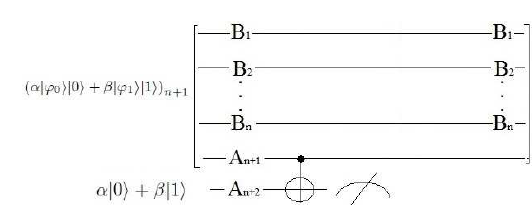 B₁ B₁
B₂ B₂
(α|φ₀⟩|0⟩ + β|φ₁⟩|1⟩)ₙ₊₁
Bₙ Bₙ
Aₙ₊₁
α|0⟩ + β|1⟩ Aₙ₊₂